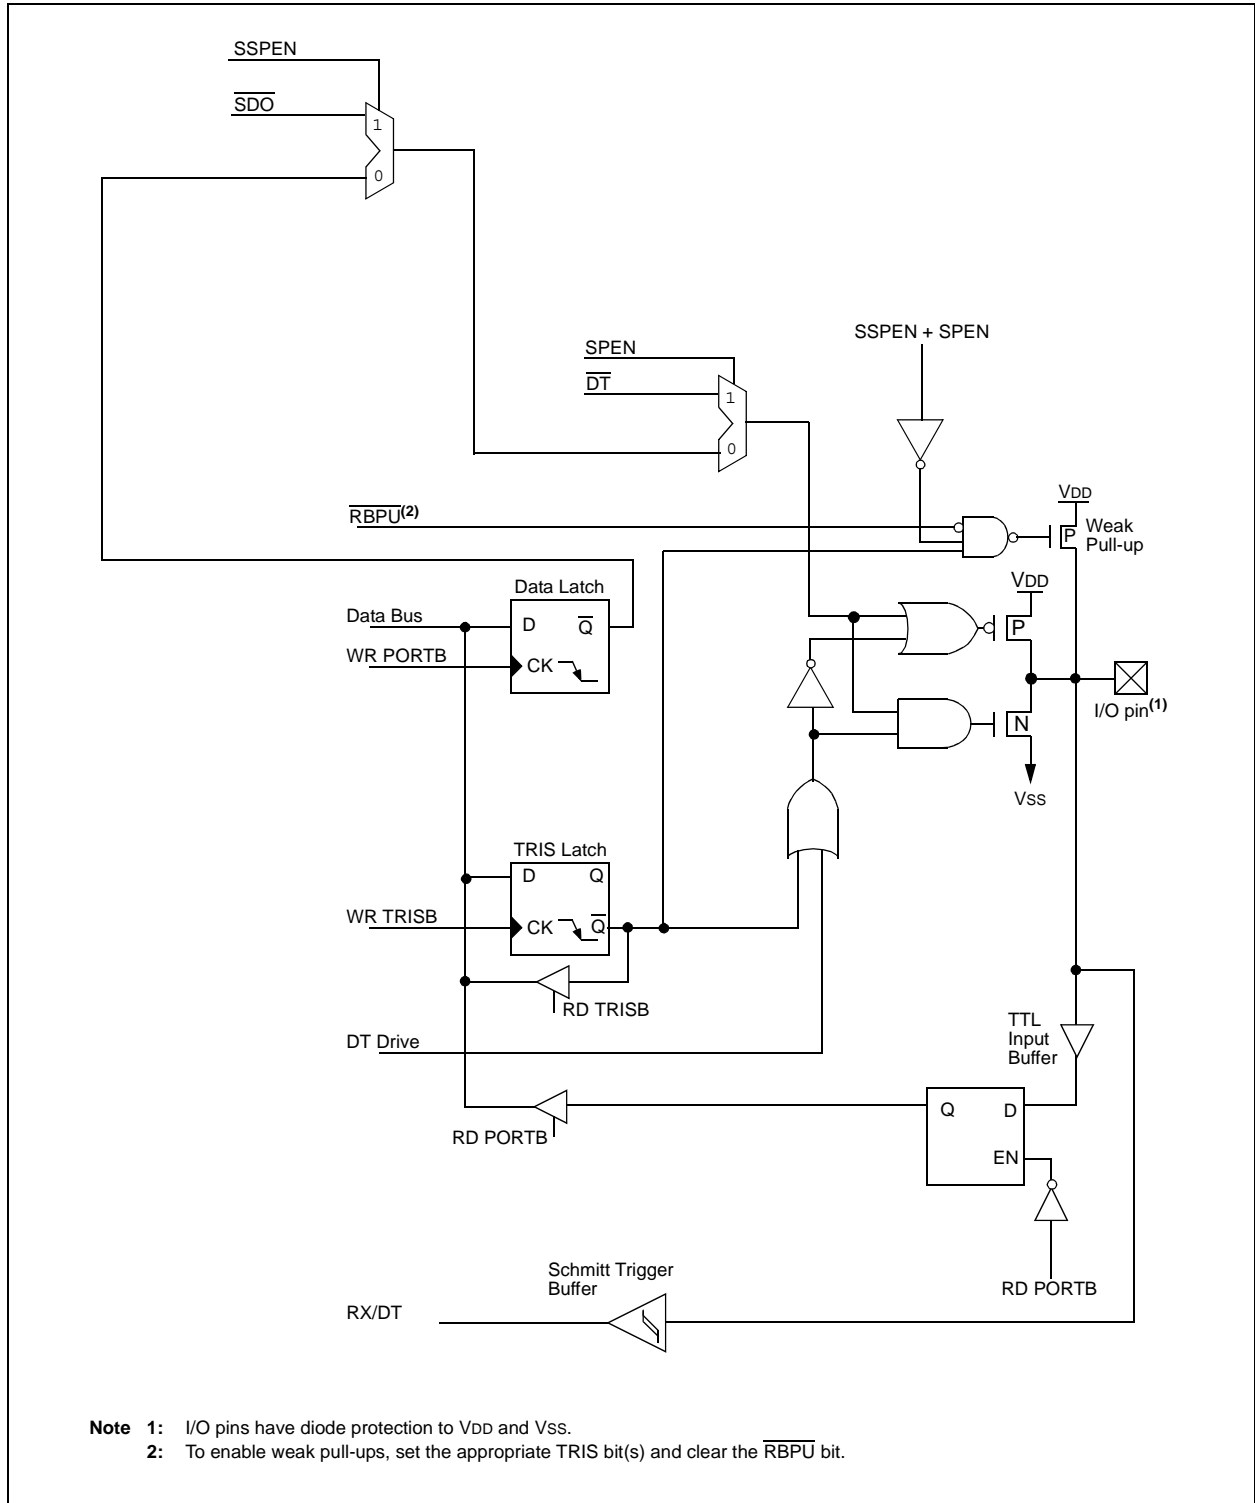 SSPEN
SDO
1
0
SSPEN + SPEN
SPEN
DT
1
0
VDD
RBPU(2)
P
Weak
Pull-up
VDD
Data Latch
Data Bus
D
Q
P
WR PORTB
CK
N
I/O pin(1)
VSS
TRIS Latch
D
Q
WR TRISB
CK
Q
RD TRISB
TTL
Input
Buffer
DT Drive
Q
D
RD PORTB
EN
RD PORTB
Schmitt Trigger
Buffer
RX/DT
Note 1: I/O pins have diode protection to VDD and VSS.
2: To enable weak pull-ups, set the appropriate TRIS bit(s) and clear the RBPU bit.